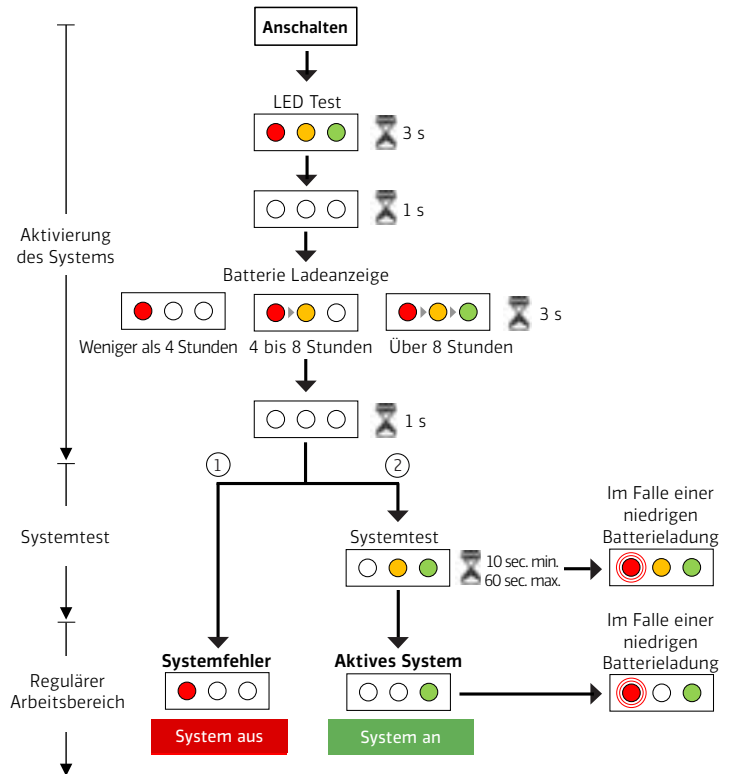 Anschalten
LED Test
3 s
1 s
Aktivierung
des Systems
Batterie Ladeanzeige
3 s
Weniger als 4 Stunden
4 bis 8 Stunden
Über 8 Stunden
1 s
1
2
Systemtest
Systemtest
10 sec. min.
60 sec. max.
Im Falle einer
niedrigen
Batterieladung
Regulärer
Arbeitsbereich
Systemfehler
System aus
Aktives System
System an
Im Falle einer
niedrigen
Batterieladung